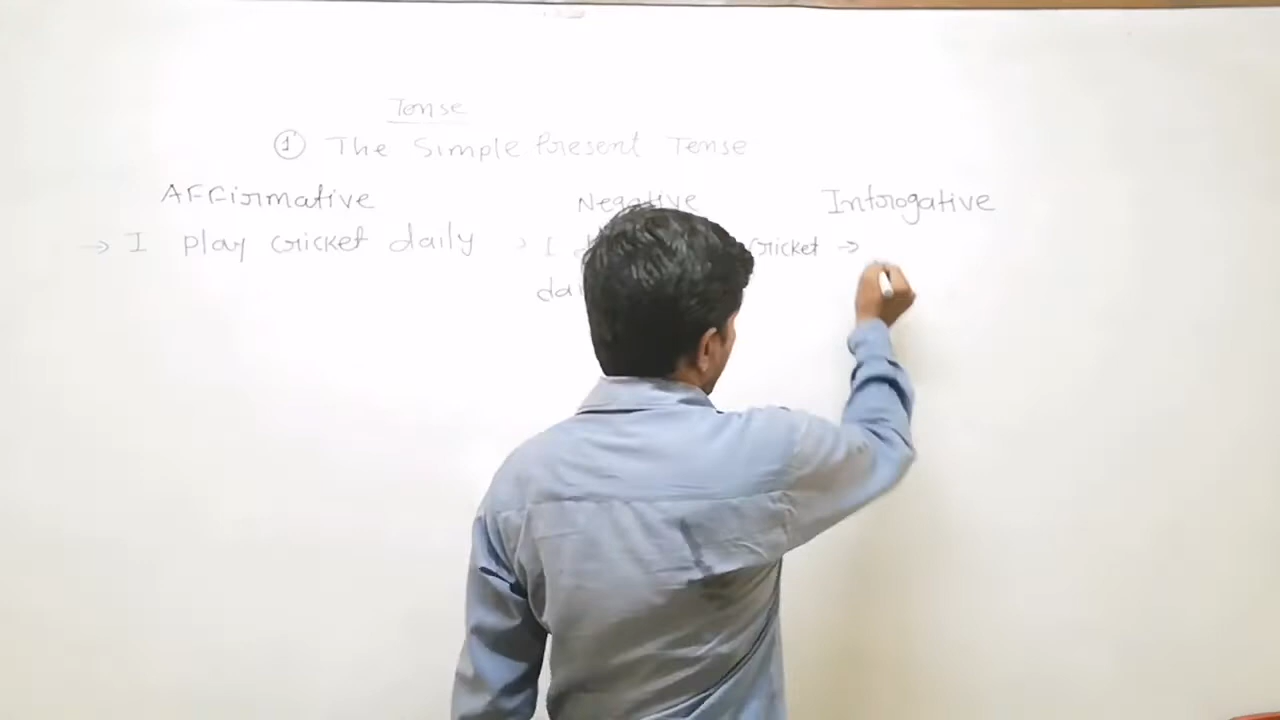 Tense
① The Simple Present Tense
Affirmative Negative Introgative
→ I play cricket daily → I cricket →